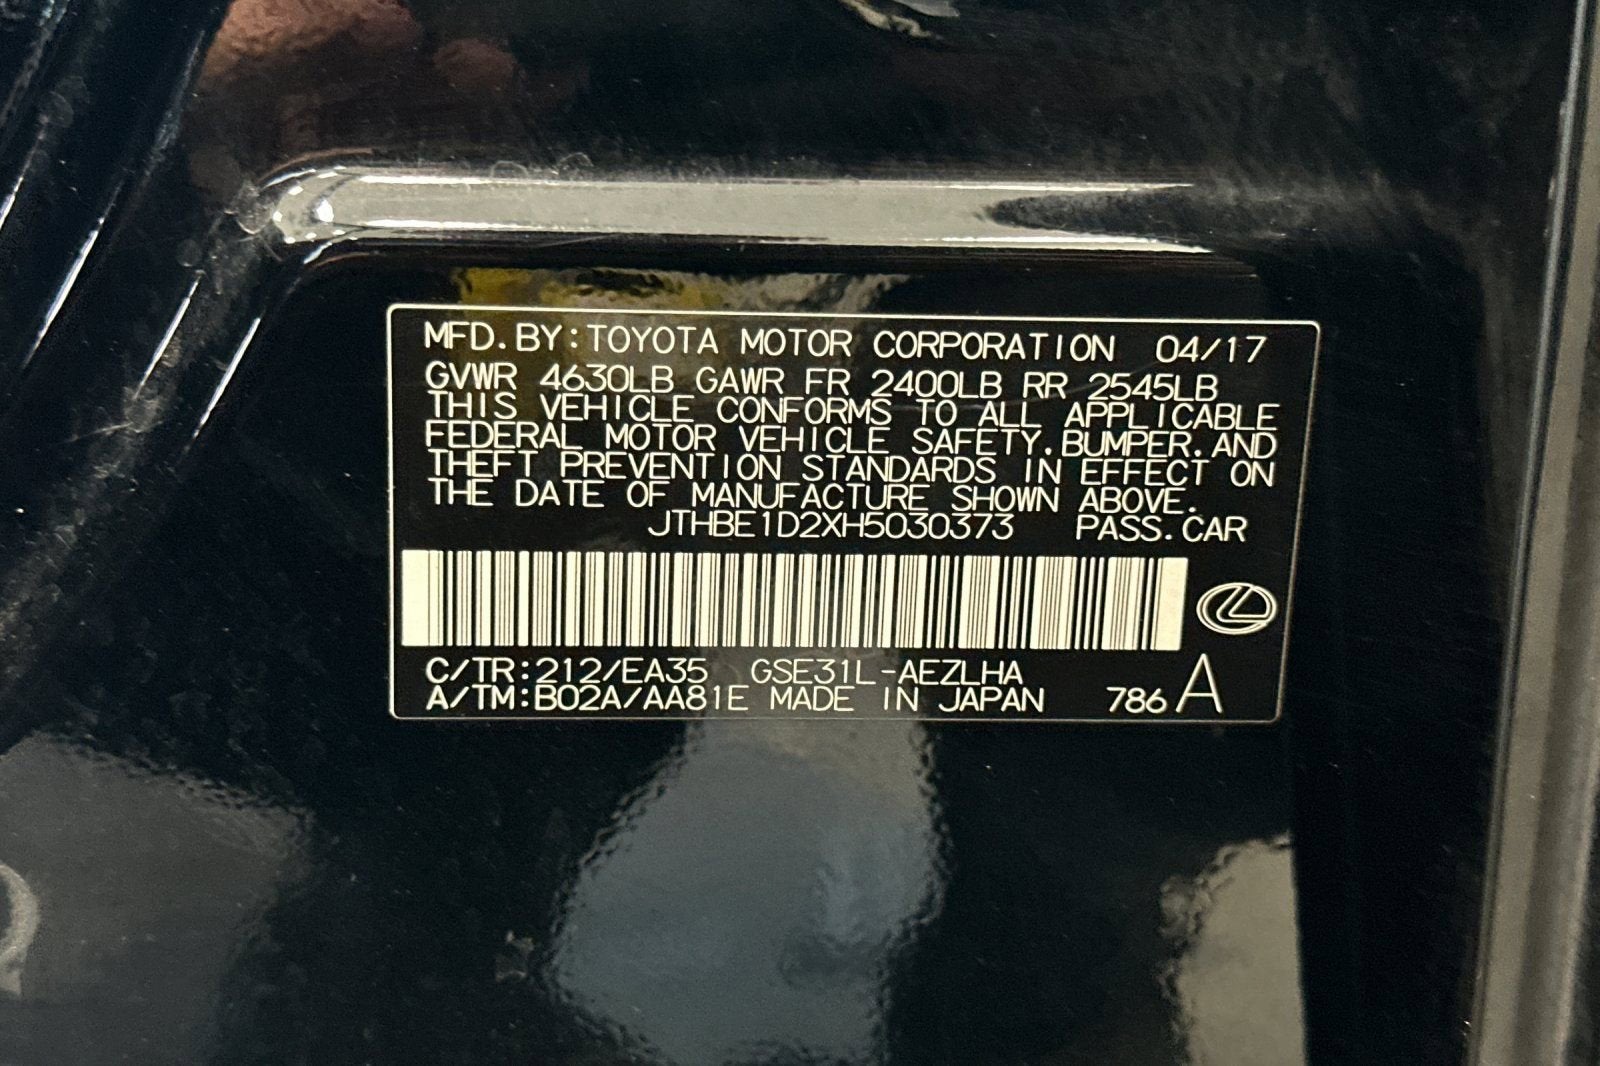 MFD. BY: TOYOTA MOTOR CORPORATION 04/17
GVWR 4630LB GAWR FR 2400LB RR 2545LB
THIS VEHICLE CONFORMS TO ALL APPLICABLE
FEDERAL MOTOR VEHICLE SAFETY, BUMPER, AND
THEFT PREVENTION STANDARDS IN EFFECT ON
THE DATE OF MANUFACTURE SHOWN ABOVE.
JTHBE1D2XH5030373 PASS. CAR
C/TR: 212/EA35 GSE31L-AEZLHA
A/TM: B02A/AA81E MADE IN JAPAN 786 A